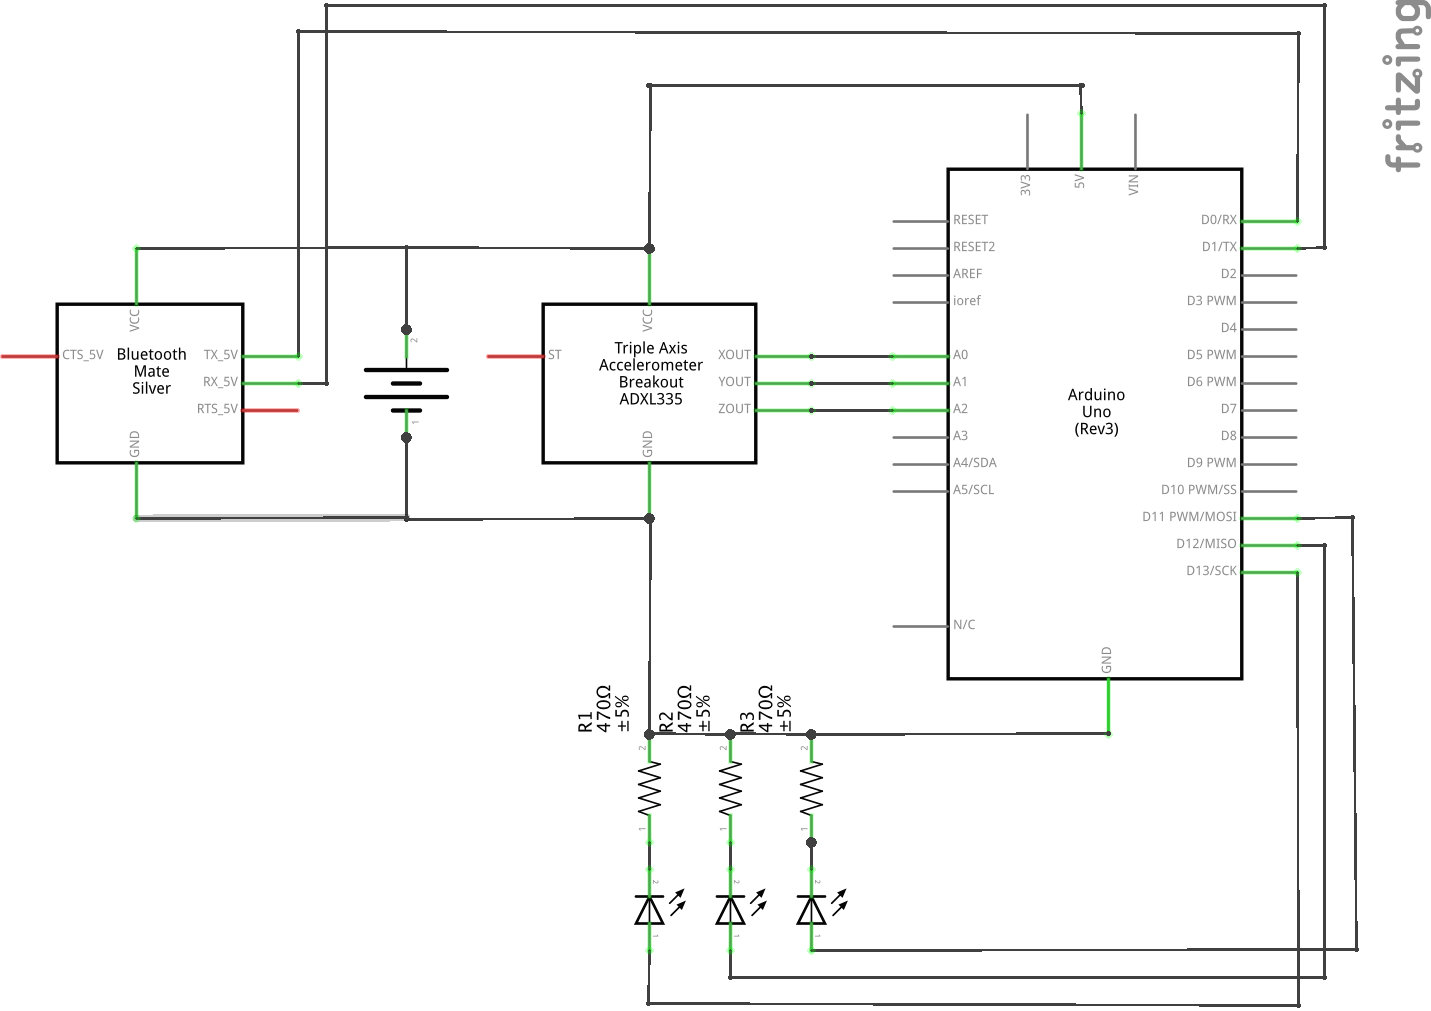 fritzing
3V3
5V
VIN
RESET
RESET2
AREF
ioref
A0
A1
A2
A3
A4/SDA
A5/SCL
N/C
D0/RX
D1/TX
D2
D3 PWM
D4
D5 PWM
D6 PWM
D7
D8
D9 PWM
D10 PWM/SS
D11 PWM/MOSI
D12/MISO
D13/SCK
GND
Arduino
Uno
(Rev3)
VCC
CTS_5V
Bluetooth
Mate
Silver
TX_5V
RX_5V
RTS_5V
GND
2
1
VCC
ST
Triple Axis
Accelerometer
Breakout
ADXL335
XOUT
YOUT
ZOUT
GND
R1
470Ω
±5%
R2
470Ω
±5%
R3
470Ω
±5%
2
2
2
1
1
1
2
2
2
1
1
1